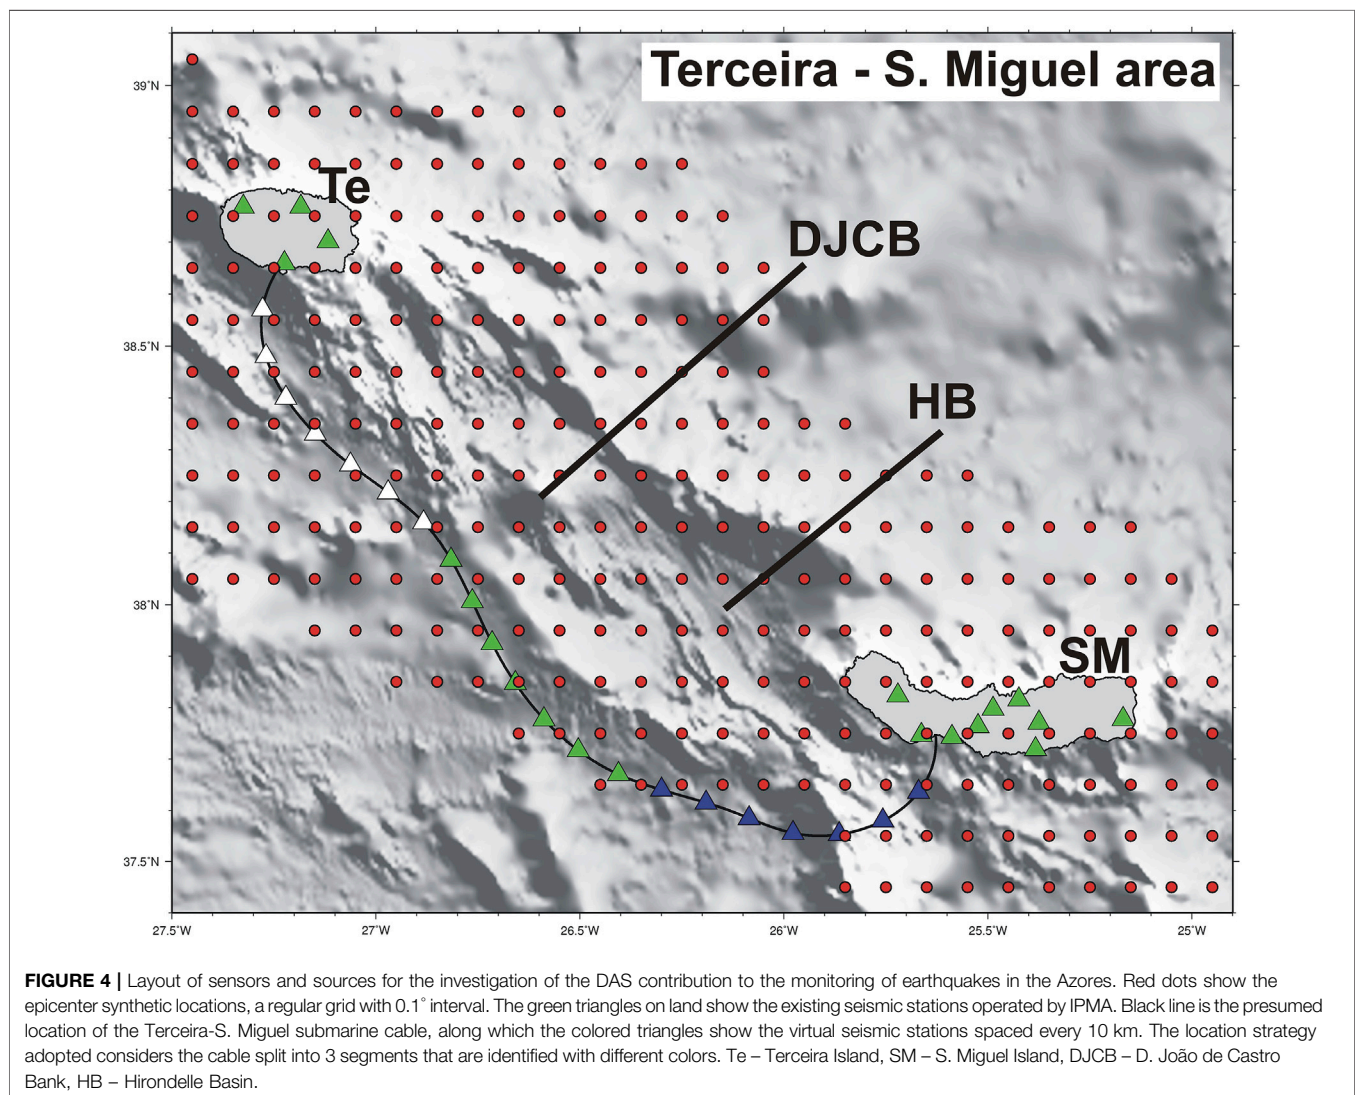 Terceira - S. Miguel area
39°N
Te
DJCB
38.5°N
HB
38°N
SM
37.5°N
27.5°W
27°W
26.5°W
26°W
25.5°W
25°W
FIGURE 4 | Layout of sensors and sources for the investigation of the DAS contribution to the monitoring of earthquakes in the Azores. Red dots show the
epicenter synthetic locations, a regular grid with 0.1° interval. The green triangles on land show the existing seismic stations operated by IPMA. Black line is the presumed
location of the Terceira-S. Miguel submarine cable, along which the colored triangles show the virtual seismic stations spaced every 10 km. The location strategy
adopted considers the cable split into 3 segments that are identified with different colors. Te – Terceira Island, SM – S. Miguel Island, DJCB – D. João de Castro
Bank, HB – Hirondelle Basin.